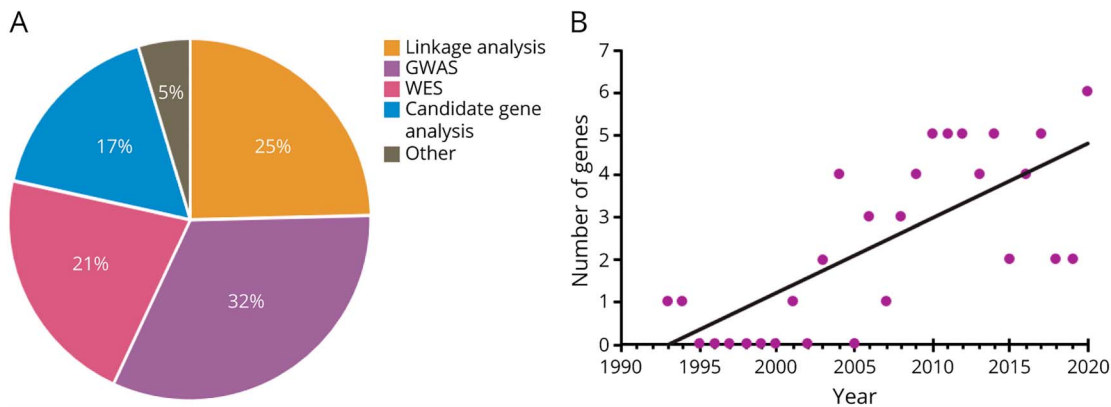 A
Linkage analysis
GWAS
WES
Candidate gene
analysis
Other
5%
25%
17%
21%
32%
B
Number of genes
7
6
5
4
3
2
1
0
1990 1995 2000 2005 2010 2015 2020
Year